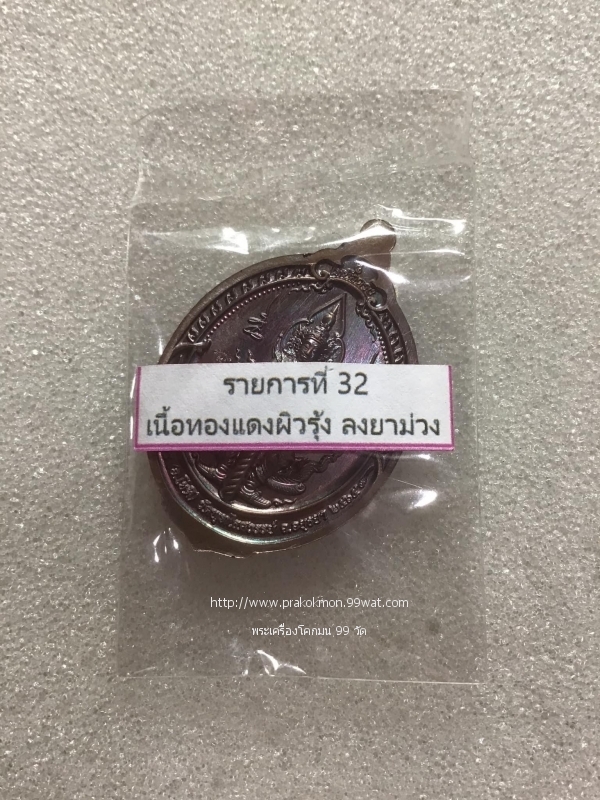 รายการที่ 32
เนื้อทองแดงผิวรุ้ง ลงยาม่วง
http://www.prakokmon.99wat.com
พระเครื่องโคกมน 99 วัด